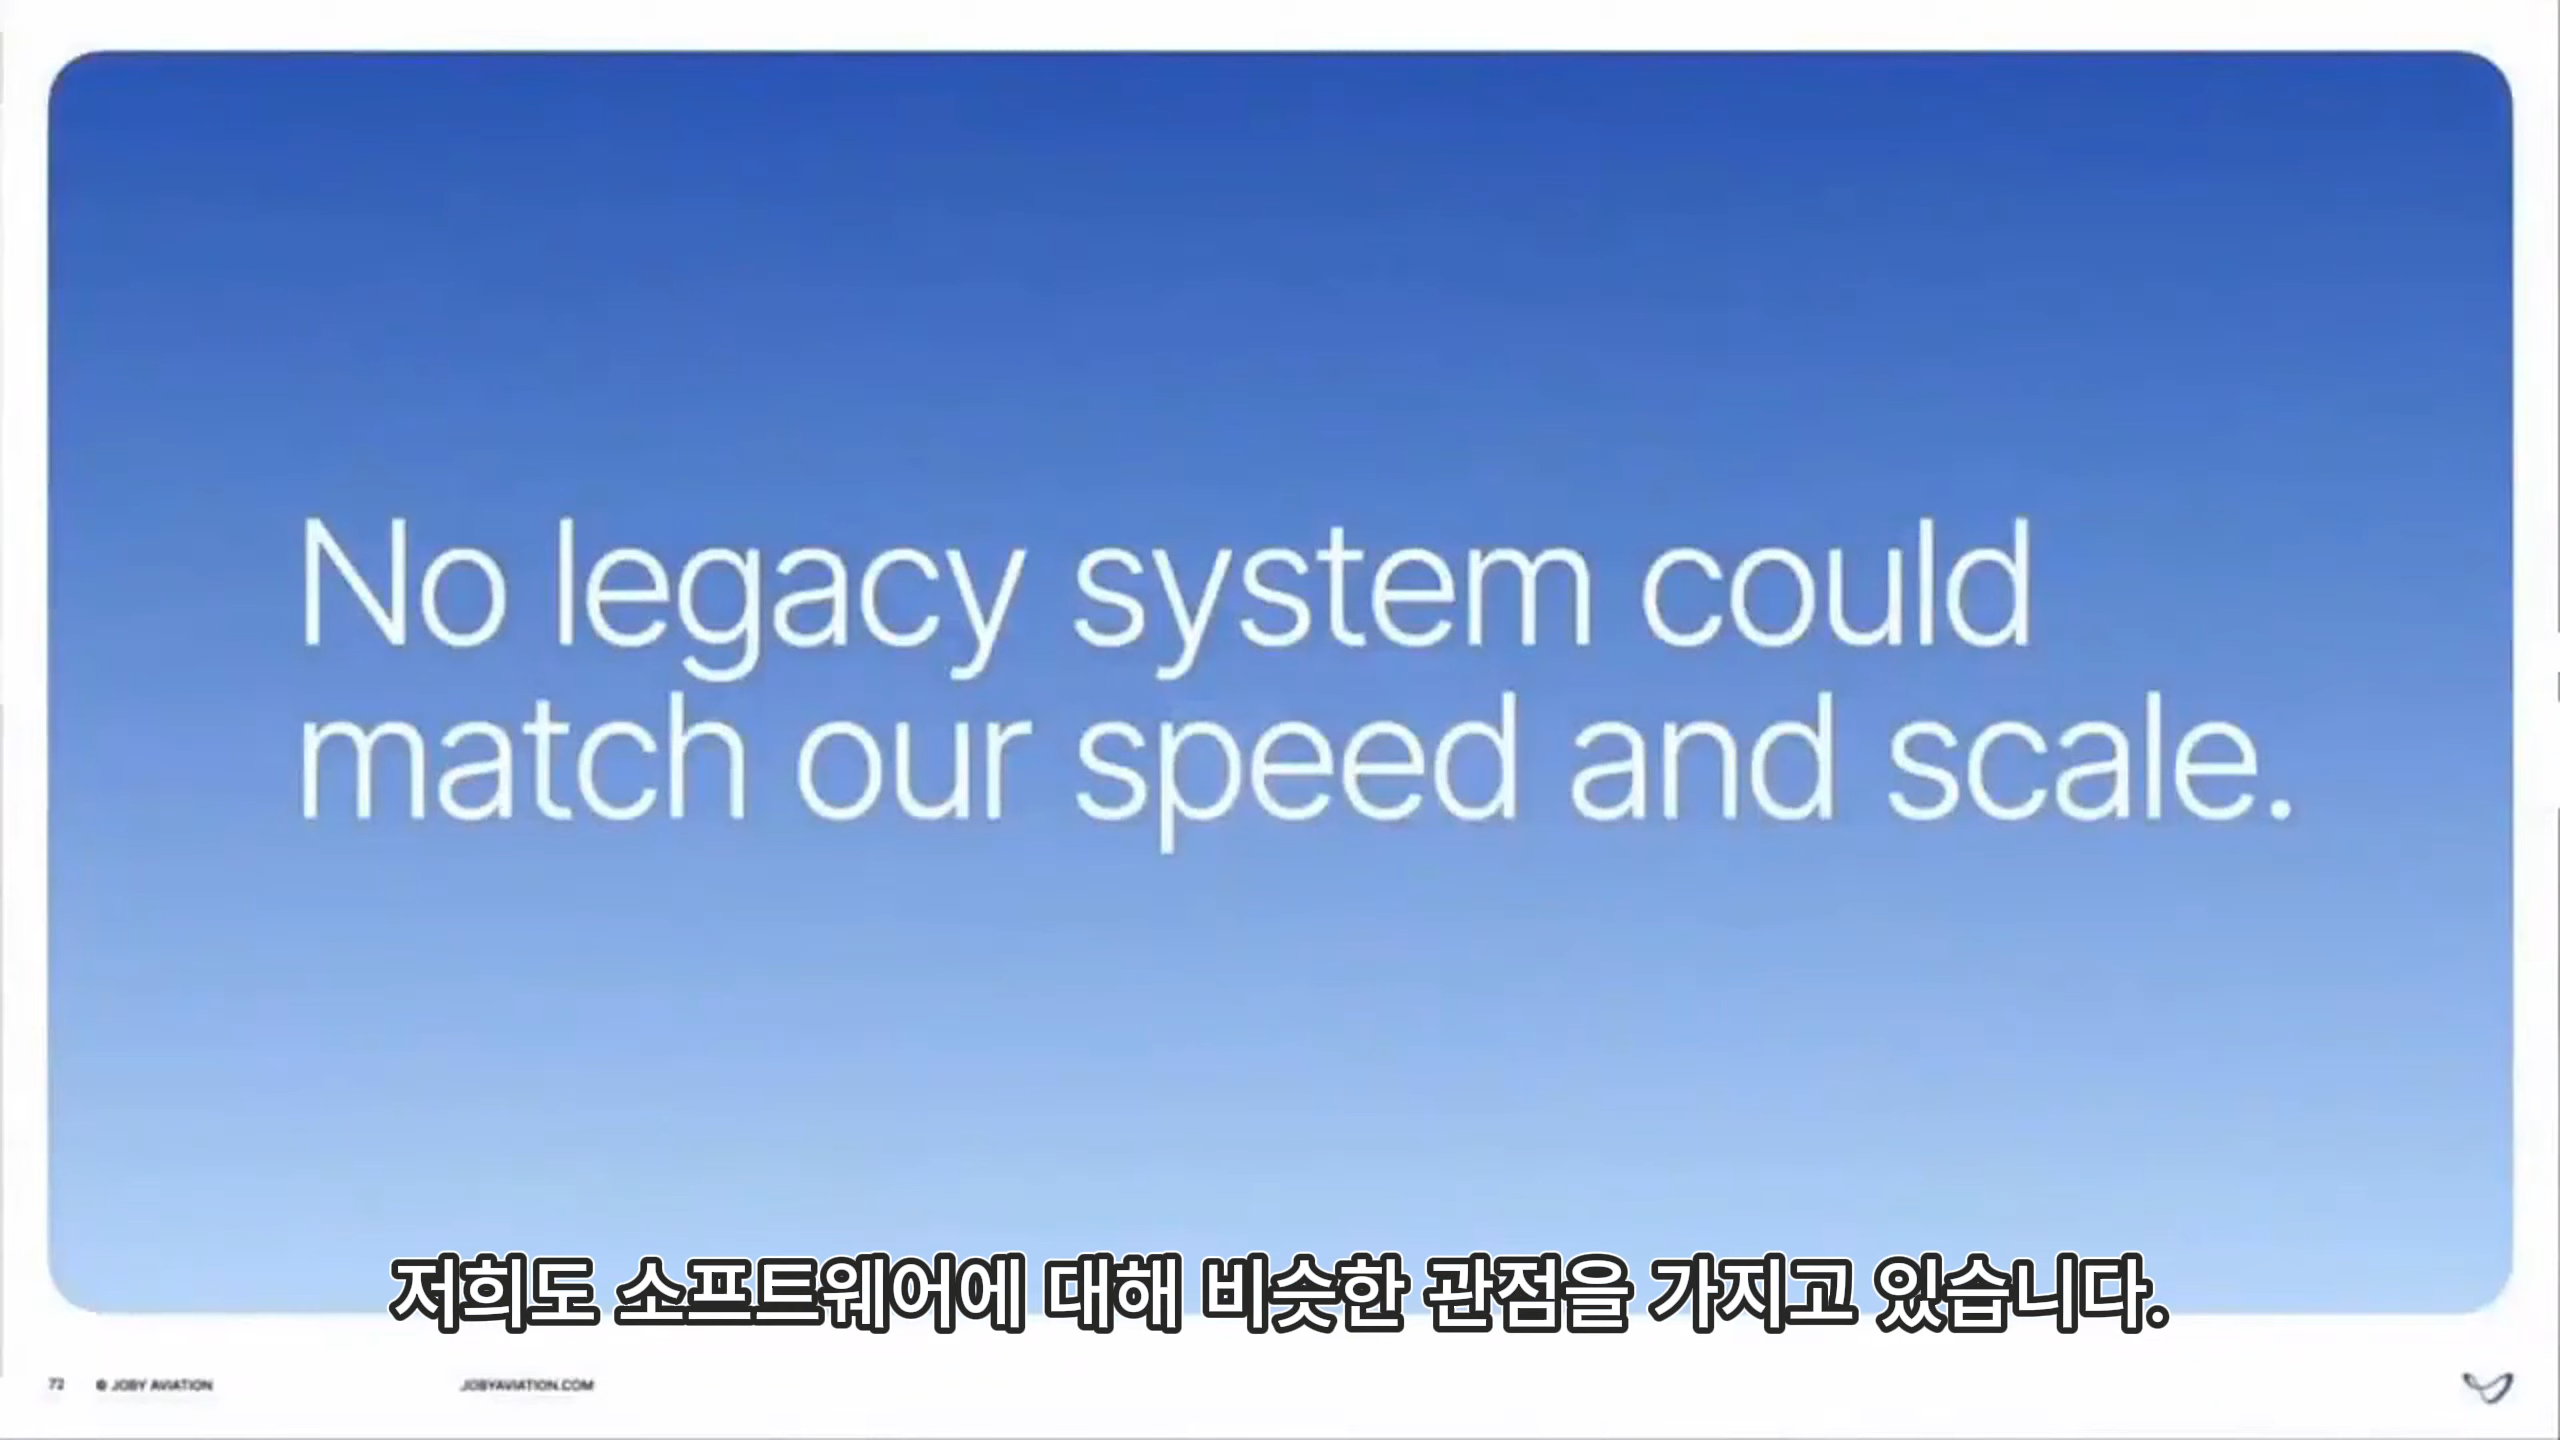 No legacy system could
match our speed and scale.
저희도 소프트웨어에 대해 비슷한 관점을 가지고 있습니다.
72 © JOBY AVIATION JOBYAVIATION.COM